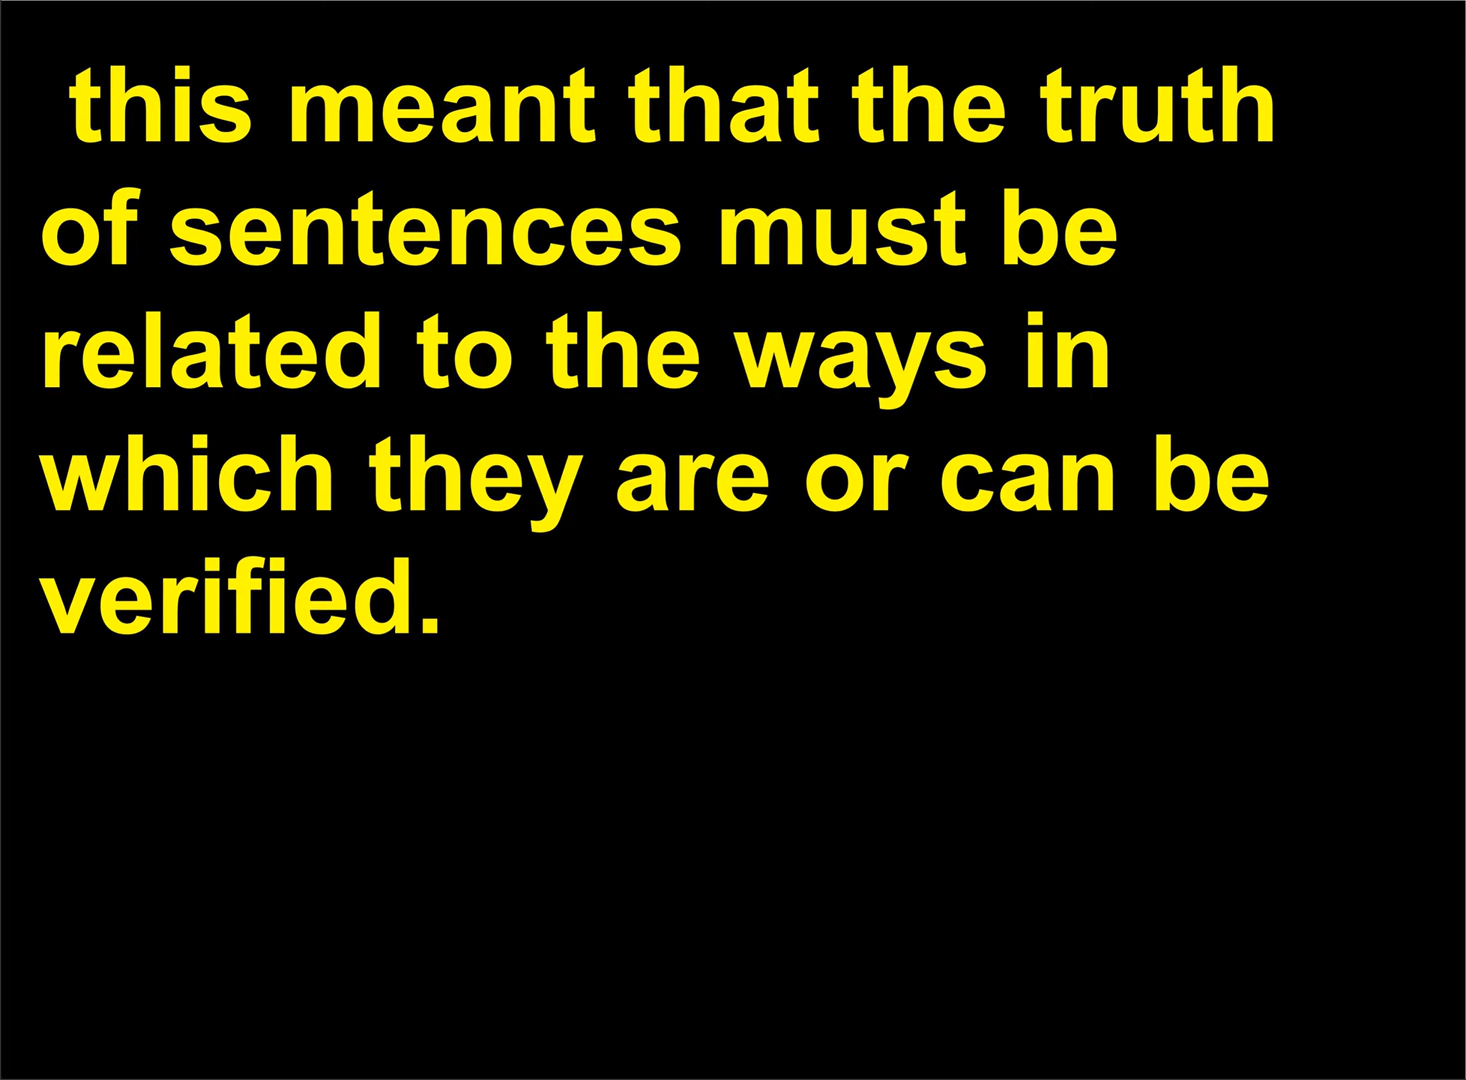 this meant that the truth
of sentences must be
related to the ways in
which they are or can be
verified.